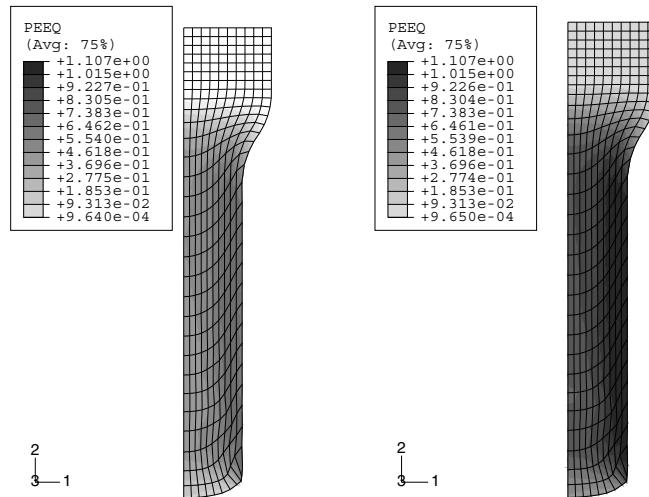 PEEQ
(Avg: 75%)
+1.107e+00
+1.015e+00
+9.227e-01
+8.305e-01
+7.383e-01
+6.462e-01
+5.540e-01
+4.618e-01
+3.696e-01
+2.775e-01
+1.853e-01
+9.313e-02
+9.640e-04
2
3
1
PEEQ
(Avg: 75%)
+1.107e+00
+1.015e+00
+9.226e-01
+8.304e-01
+7.383e-01
+6.461e-01
+5.539e-01
+4.618e-01
+3.696e-01
+2.774e-01
+1.853e-01
+9.313e-02
+9.650e-04
2
3
1